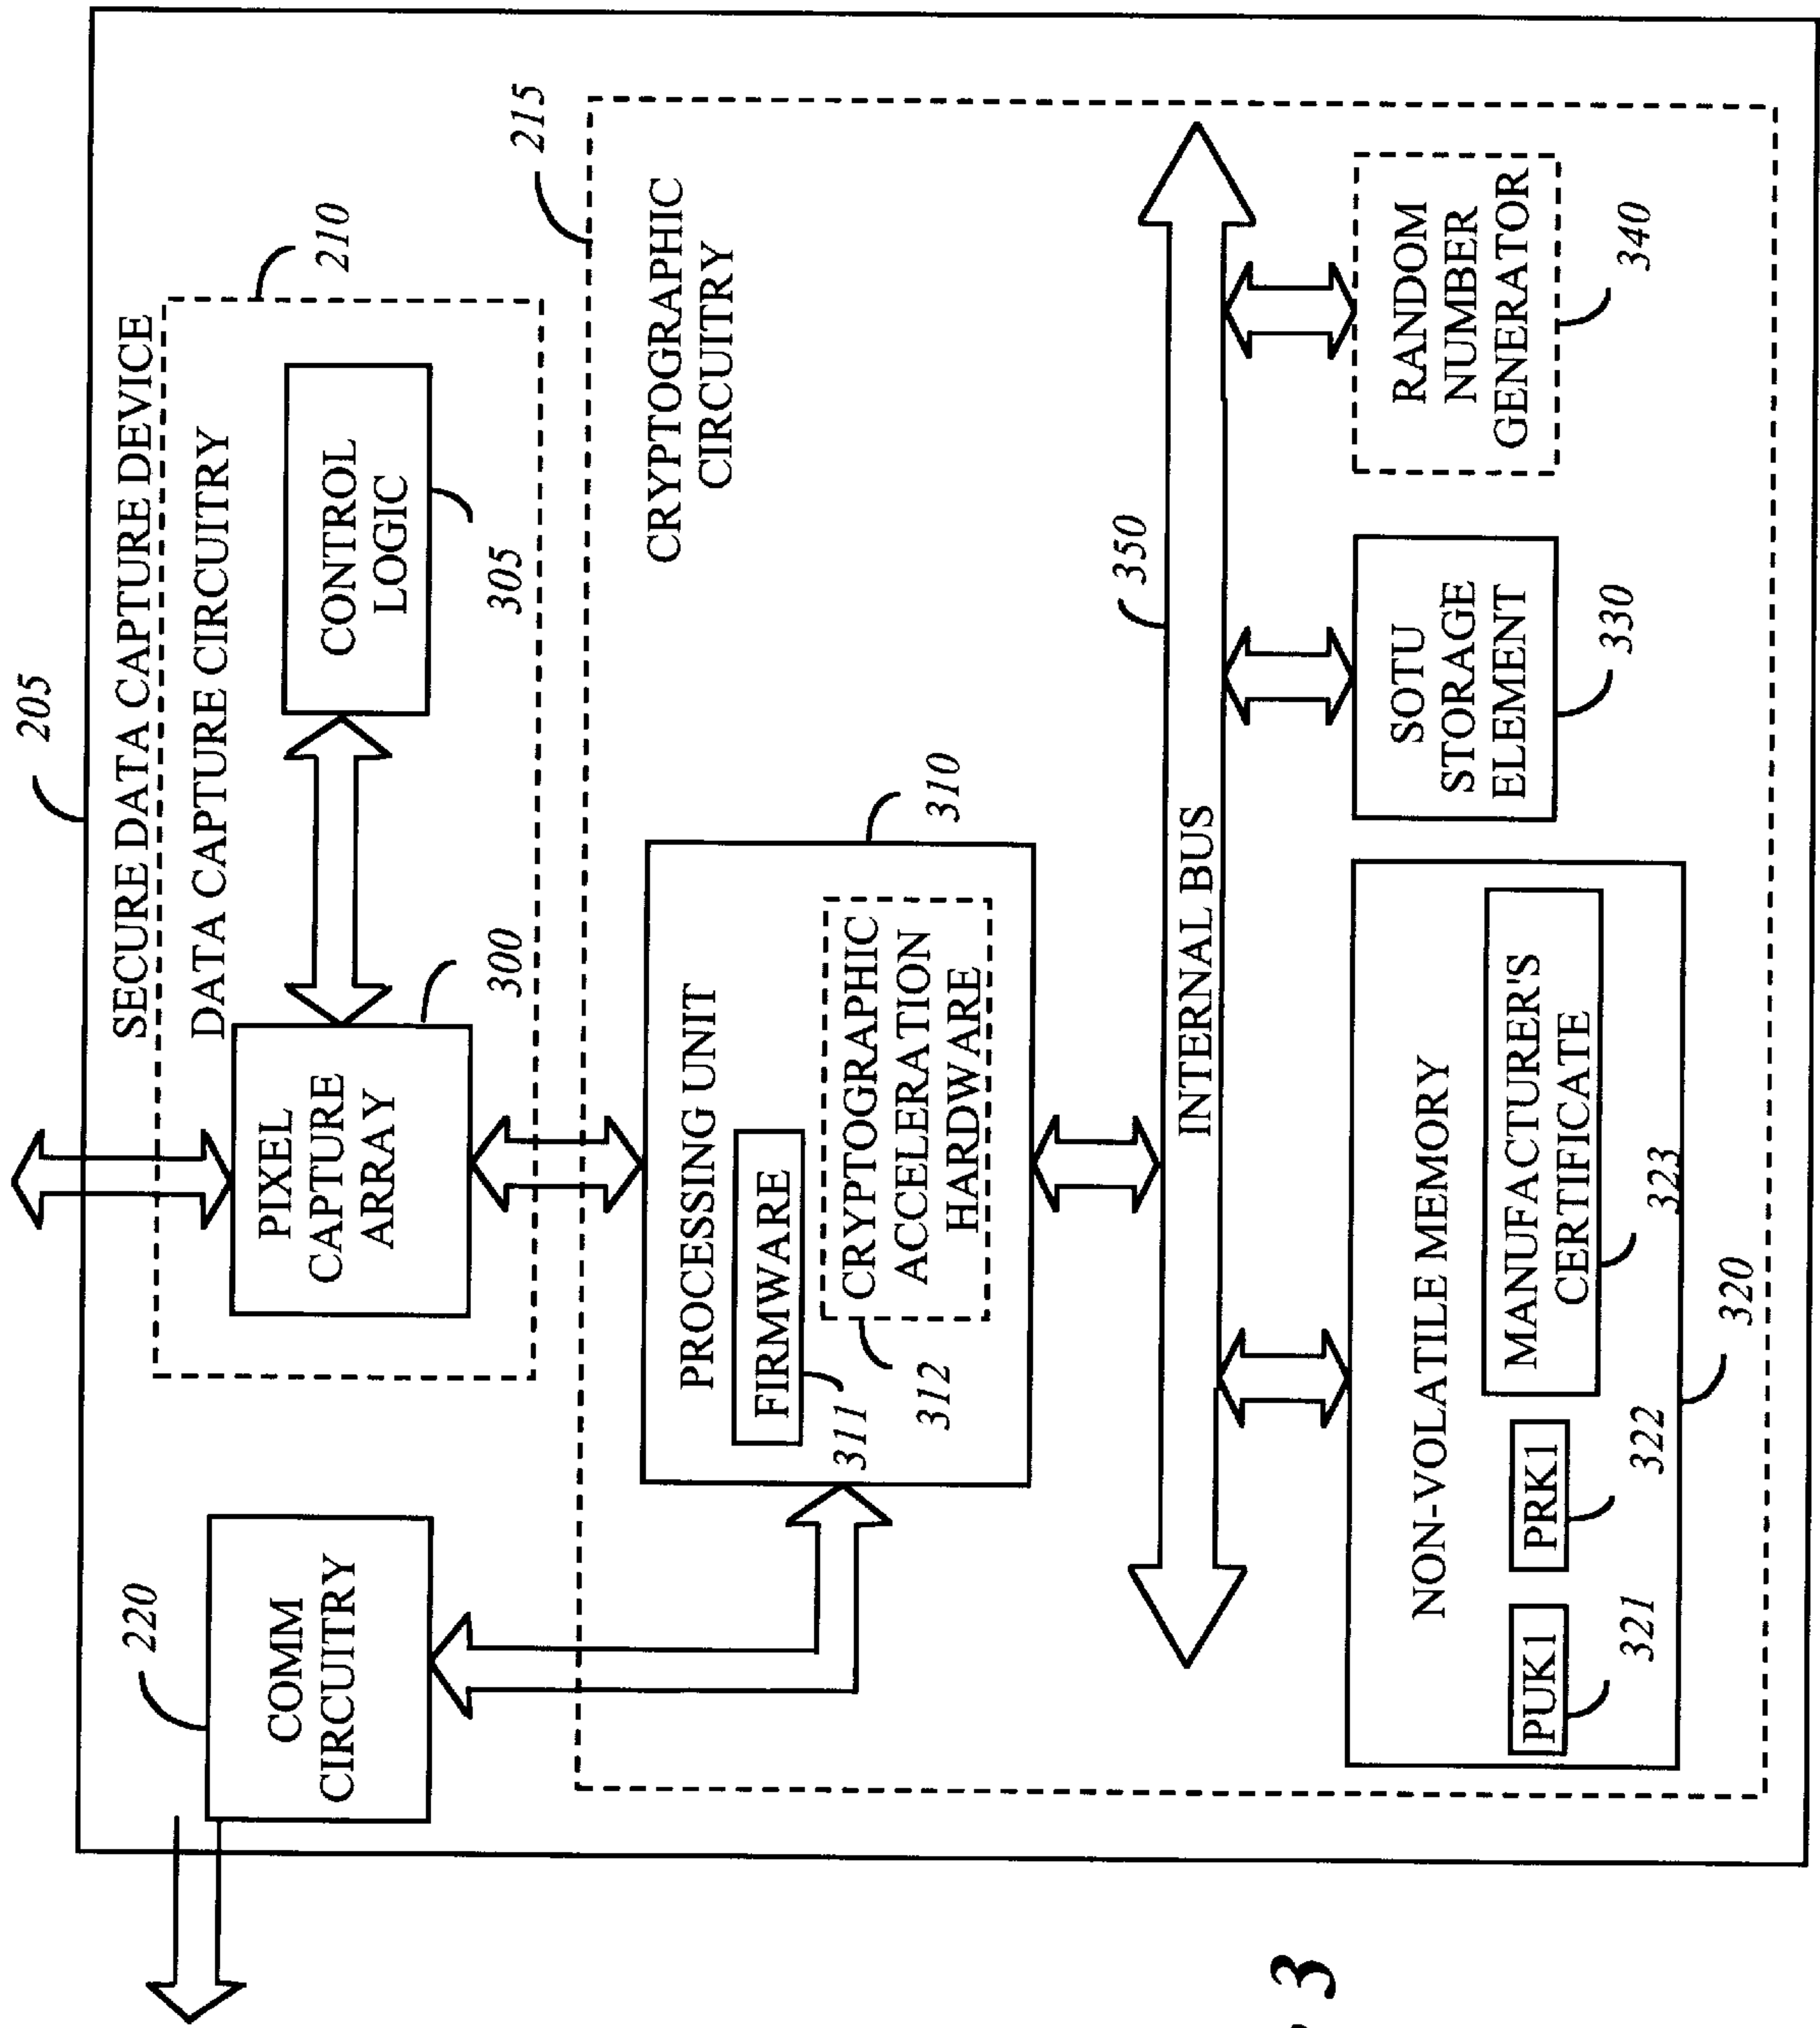 205
SECURE DATA CAPTURE DEVICE
210
DATA CAPTURE CIRCUITRY
220
COMM
CIRCUITRY
PIXEL
CAPTURE
ARRAY
300
CONTROL
LOGIC
305
305
215
CRYPTOGRAPHIC
CIRCUITRY
PROCESSING UNIT
310
FIRMWARE
311
CRYPTOGRAPHIC
ACCELERATION
HARDWARE
312
INTERNAL BUS
350
NON-VOLATILE MEMORY
PUK1
321
PRK1
322
MANUFACTURER'S
CERTIFICATE
323
320
SOTU
STORAGE
ELEMENT
330
RANDOM
NUMBER
GENERATOR
340
3